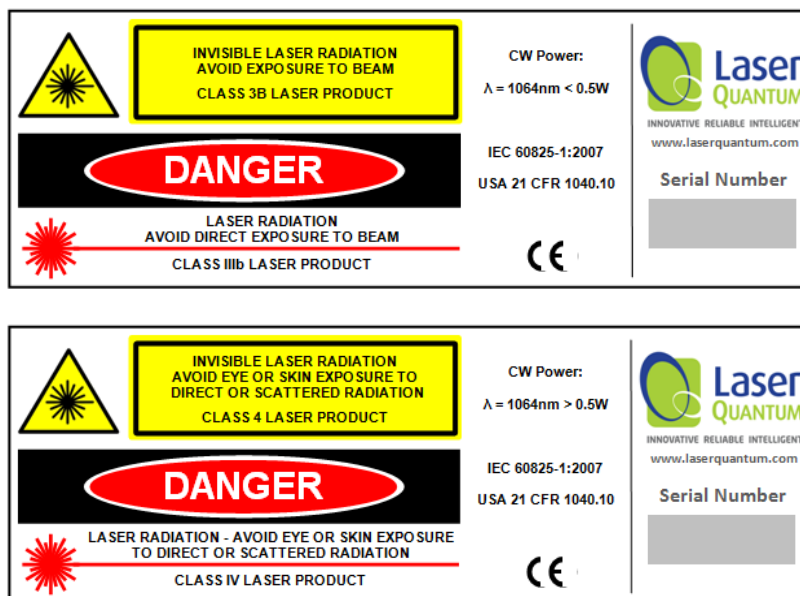 INVISIBLE LASER RADIATION
AVOID EXPOSURE TO BEAM
CLASS 3B LASER PRODUCT
DANGER
LASER RADIATION
AVOID DIRECT EXPOSURE TO BEAM
CLASS IIIb LASER PRODUCT
CW Power:
λ = 1064nm < 0.5W
IEC 60825-1:2007
USA 21 CFR 1040.10
CE
Laser
QUANTUM
INNOVATIVE RELIABLE INTELLIGENT
www.laserquantum.com
Serial Number
INVISIBLE LASER RADIATION
AVOID EYE OR SKIN EXPOSURE TO
DIRECT OR SCATTERED RADIATION
CLASS 4 LASER PRODUCT
DANGER
LASER RADIATION - AVOID EYE OR SKIN EXPOSURE
TO DIRECT OR SCATTERED RADIATION
CLASS IV LASER PRODUCT
CW Power:
λ = 1064nm > 0.5W
IEC 60825-1:2007
USA 21 CFR 1040.10
CE
Laser
QUANTUM
INNOVATIVE RELIABLE INTELLIGENT
www.laserquantum.com
Serial Number